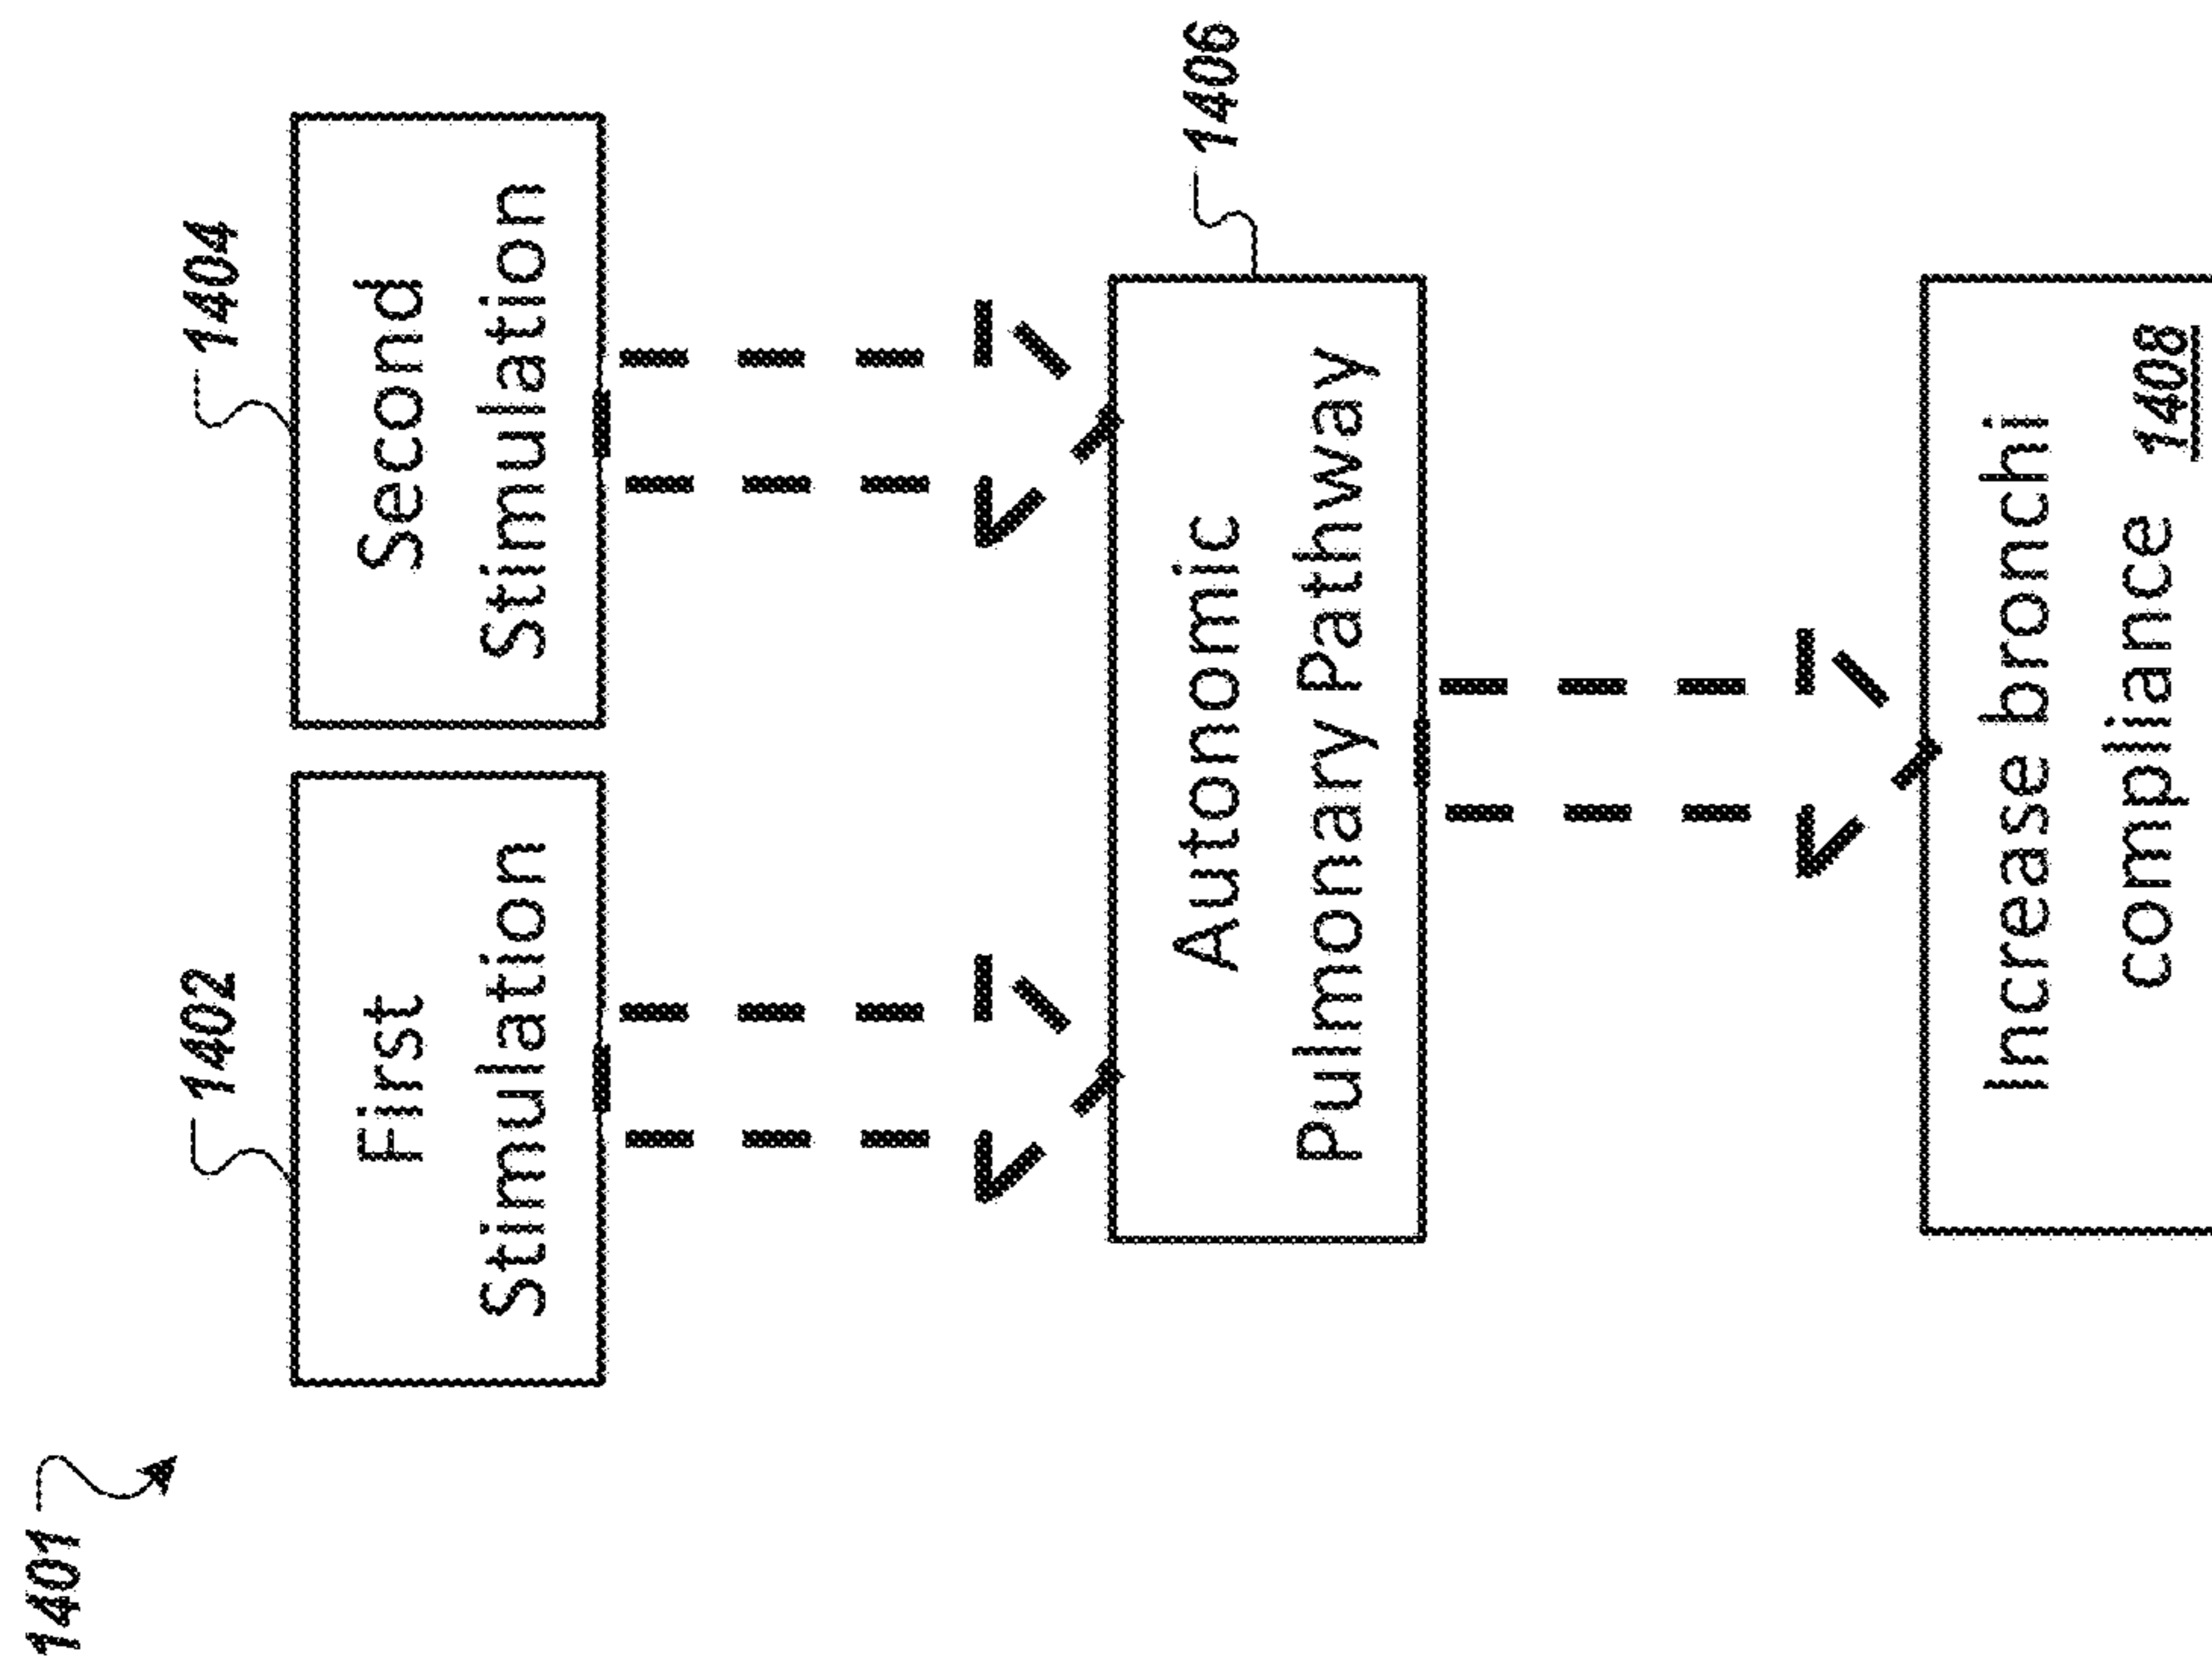 1401
1402
1404
First
Stimulation
Second
Stimulation
1406
Autonomic
Pulmonary Pathway
Increase bronchi
compliance 1408